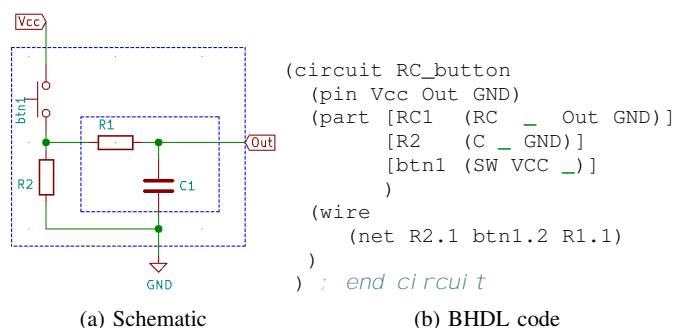 Vcc
btn1
R1
Out
R2
C1
GND
(circuit RC_button
(pin Vcc Out GND)
(part [RC1 (RC _ Out GND)]
[R2 (C _ GND)]
[btn1 (SW VCC _)]
)
(wire
(net R2.1 btn1.2 R1.1)
)
) ; end circuit
(a) Schematic
(b) BHDL code